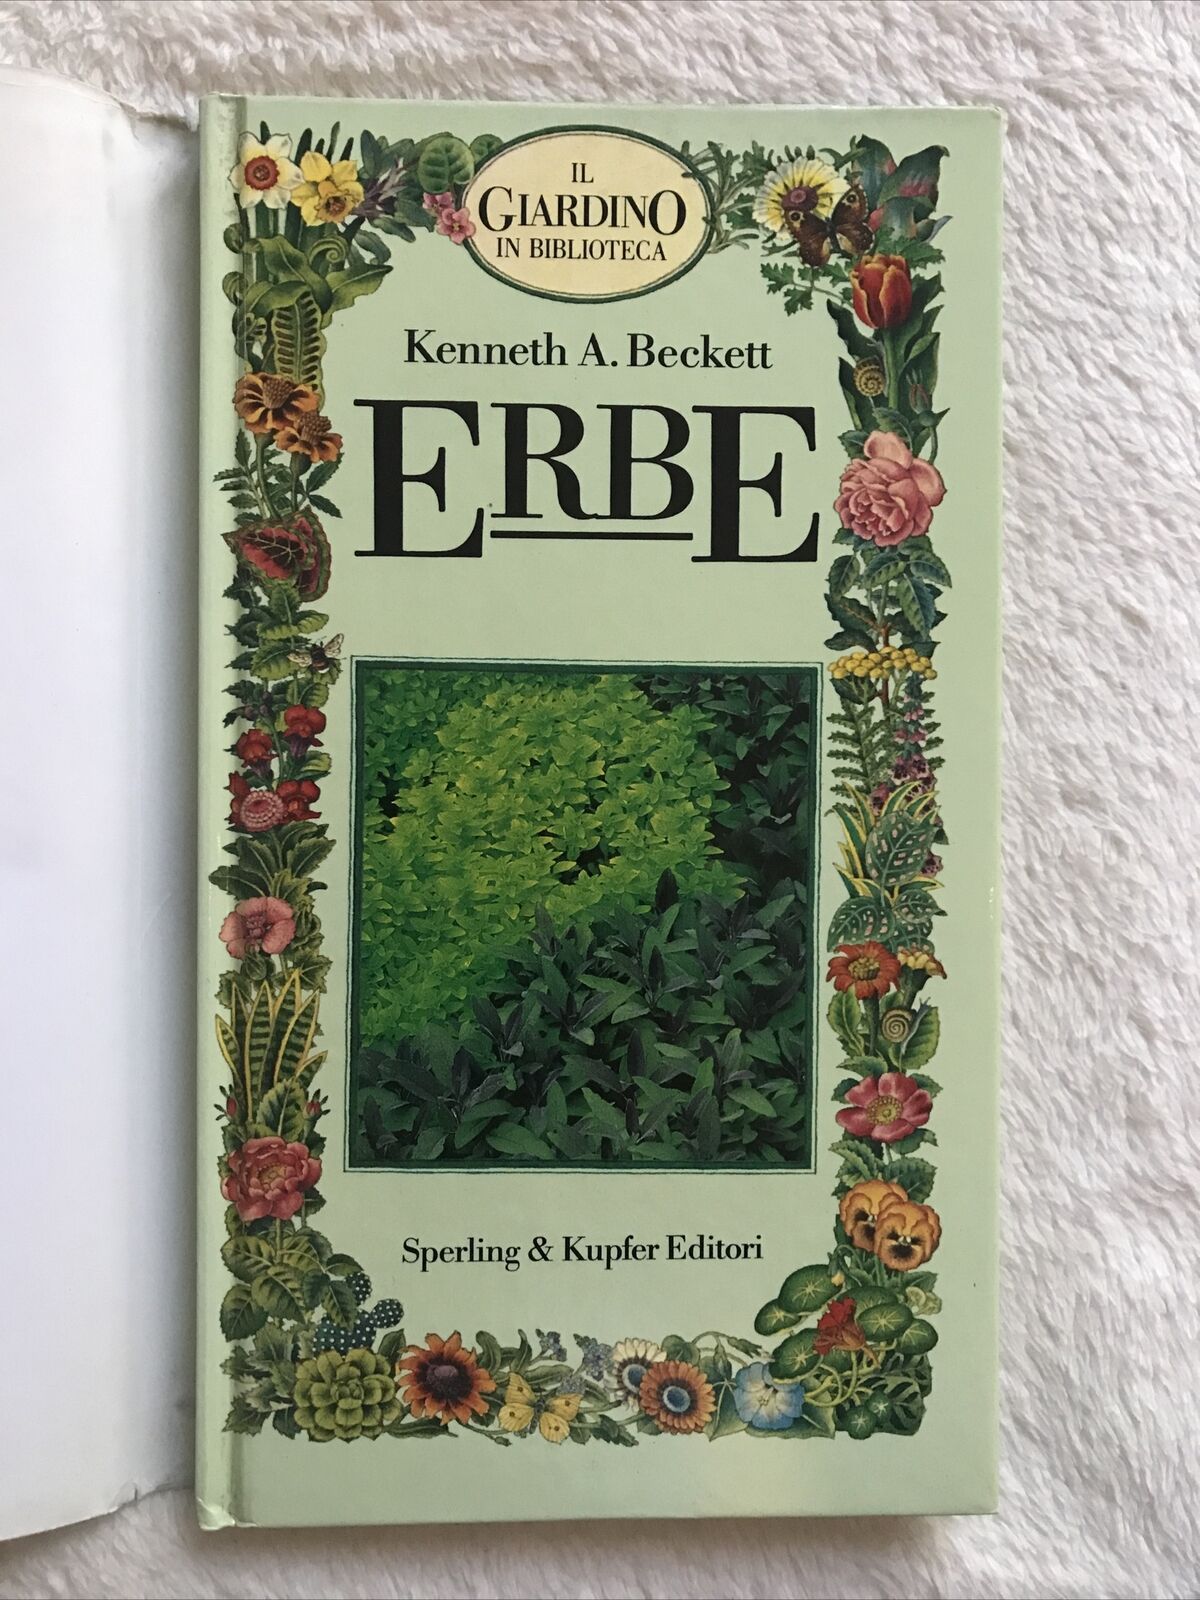 IL
GIARDINO
IN BIBLIOTECA
Kenneth A. Beckett
ERBE
Sperling & Kupfer Editori